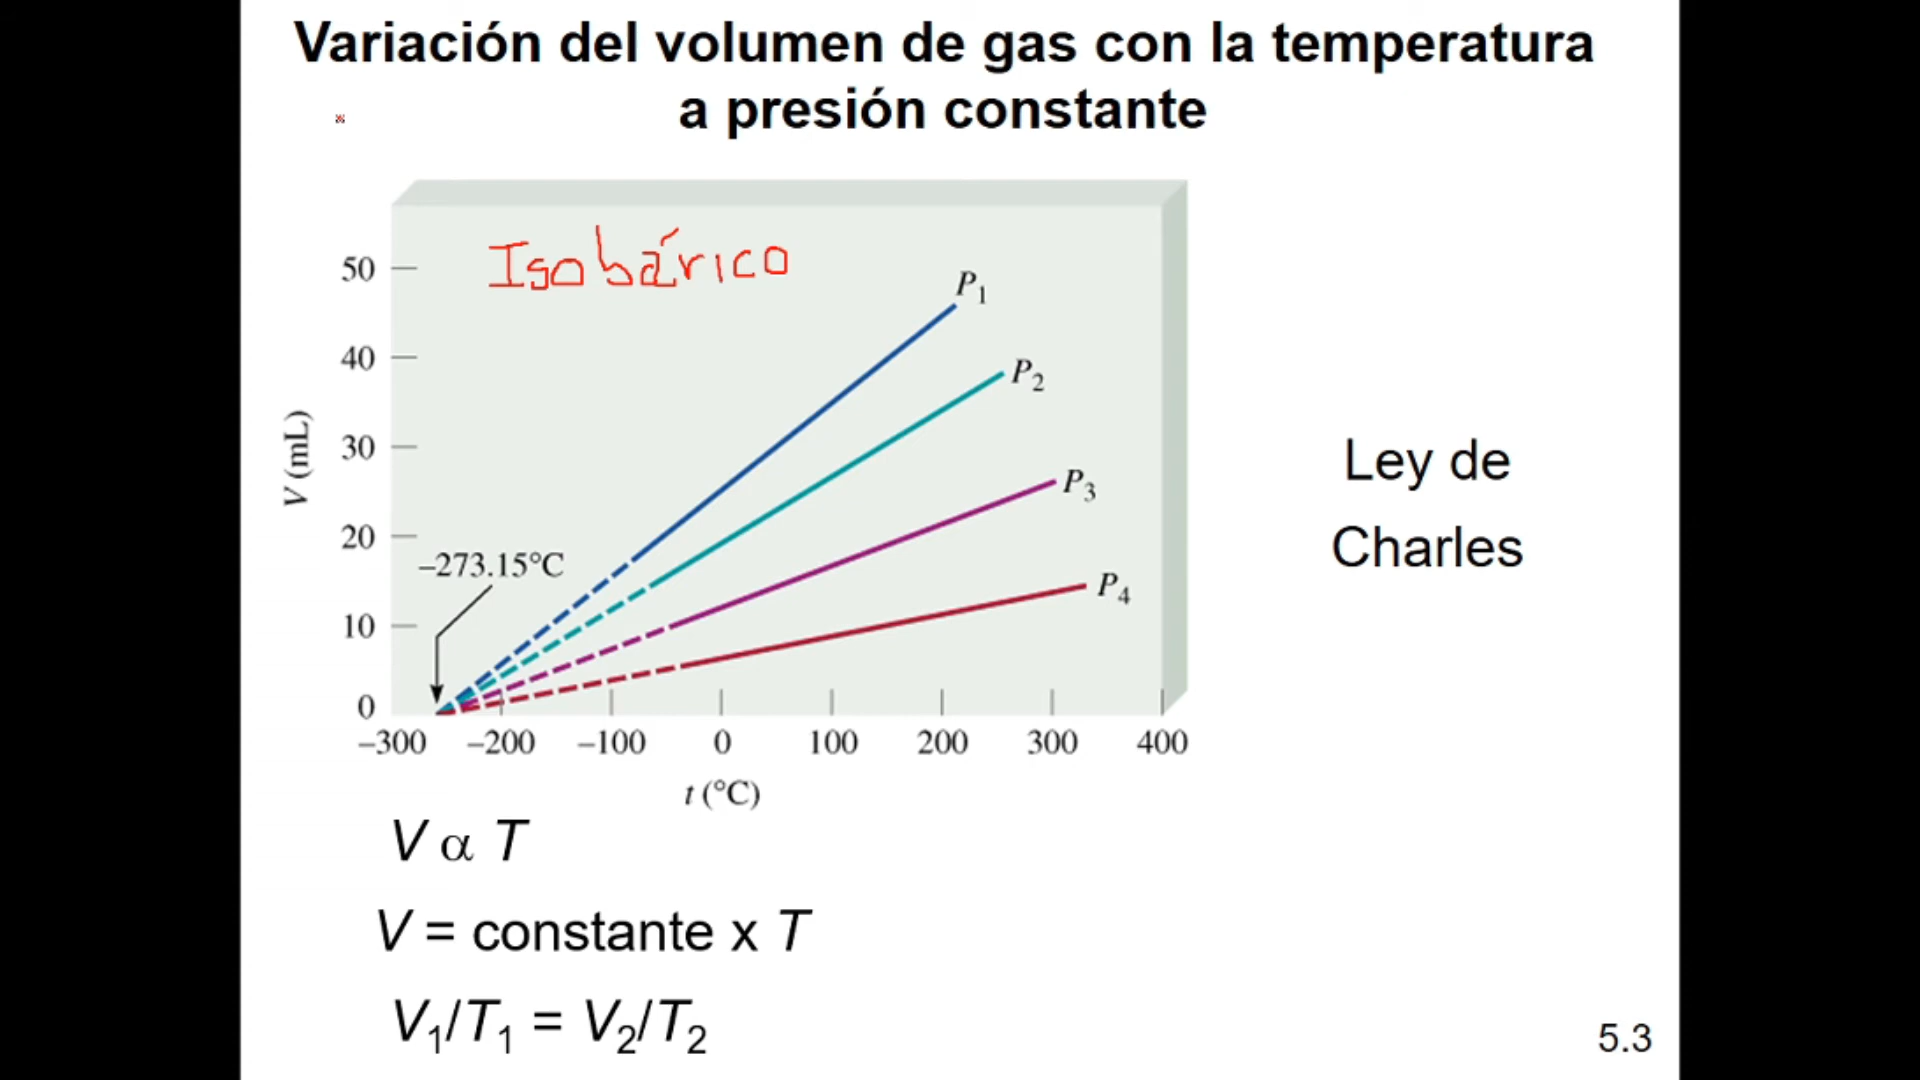 Variación del volumen de gas con la temperatura
a presión constante
Isobárico
50
40
30
20
10
0
V (mL)
–273.15°C
P1
P2
P3
P4
–300 –200 –100 0 100 200 300 400
t (°C)
Ley de
Charles
V α T
V = constante x T
V1/T1 = V2/T2
5.3